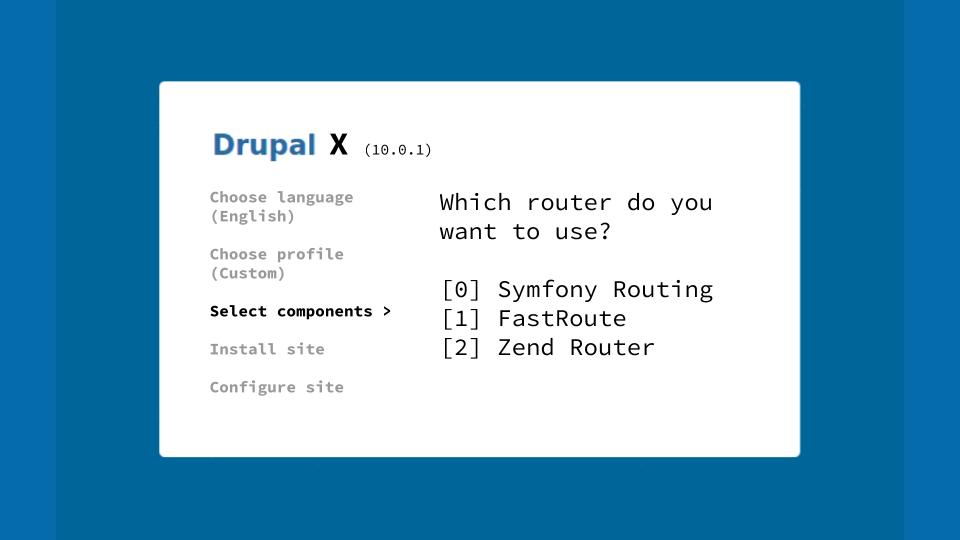 Drupal X (10.0.1)
Choose language
(English)
Choose profile
(Custom)
Select components >
Install site
Configure site
Which router do you
want to use?
[0] Symfony Routing
[1] FastRoute
[2] Zend Router